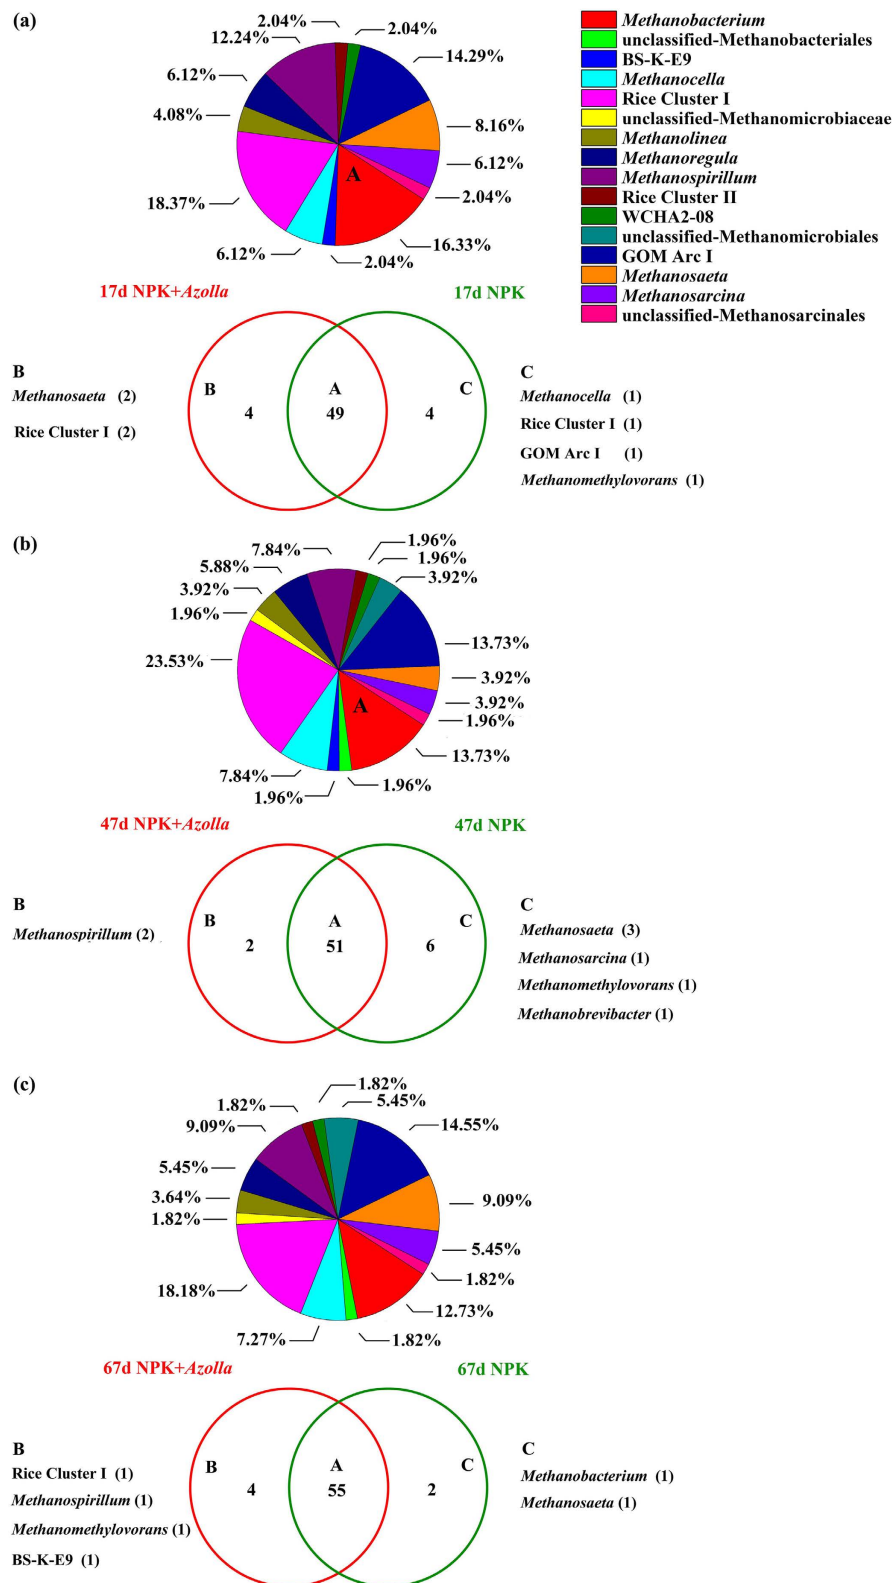 (a)
2.04%
2.04%
12.24%
14.29%
6.12%
4.08%
8.16%
6.12%
A
18.37%
2.04%
16.33%
6.12%
2.04%
Methanobacterium
unclassified-Methanobacteriales
BS-K-E9
Methanocella
Rice Cluster I
unclassified-Methanomicrobiaceae
Methanolinea
Methanoregula
Methanospirillum
Rice Cluster II
WCHA2-08
unclassified-Methanomicrobiales
GOM Arc I
Methanosaeta
Methanosarcina
unclassified-Methanosarcinales
17d NPK+Azolla
17d NPK
B
Methanosaeta (2)
Rice Cluster I (2)
B
4
A
49
C
4
C
Methanocella (1)
Rice Cluster I (1)
GOM Arc I (1)
Methanomethylovorans (1)
(b)
7.84%
1.96%
1.96%
5.88%
3.92%
3.92%
1.96%
13.73%
23.53%
3.92%
3.92%
A
1.96%
13.73%
7.84%
1.96%
1.96%
47d NPK+Azolla
47d NPK
B
Methanospirillum (2)
B
2
A
51
C
6
C
Methanosaeta (3)
Methanosarcina (1)
Methanomethylovorans (1)
Methanobrevibacter (1)
(c)
1.82%
1.82%
5.45%
9.09%
14.55%
5.45%
3.64%
9.09%
1.82%
5.45%
1.82%
18.18%
12.73%
7.27%
1.82%
67d NPK+Azolla
67d NPK
B
Rice Cluster I (1)
Methanospirillum (1)
Methanomethylovorans (1)
BS-K-E9 (1)
B
4
A
55
C
2
C
Methanobacterium (1)
Methanosaeta (1)